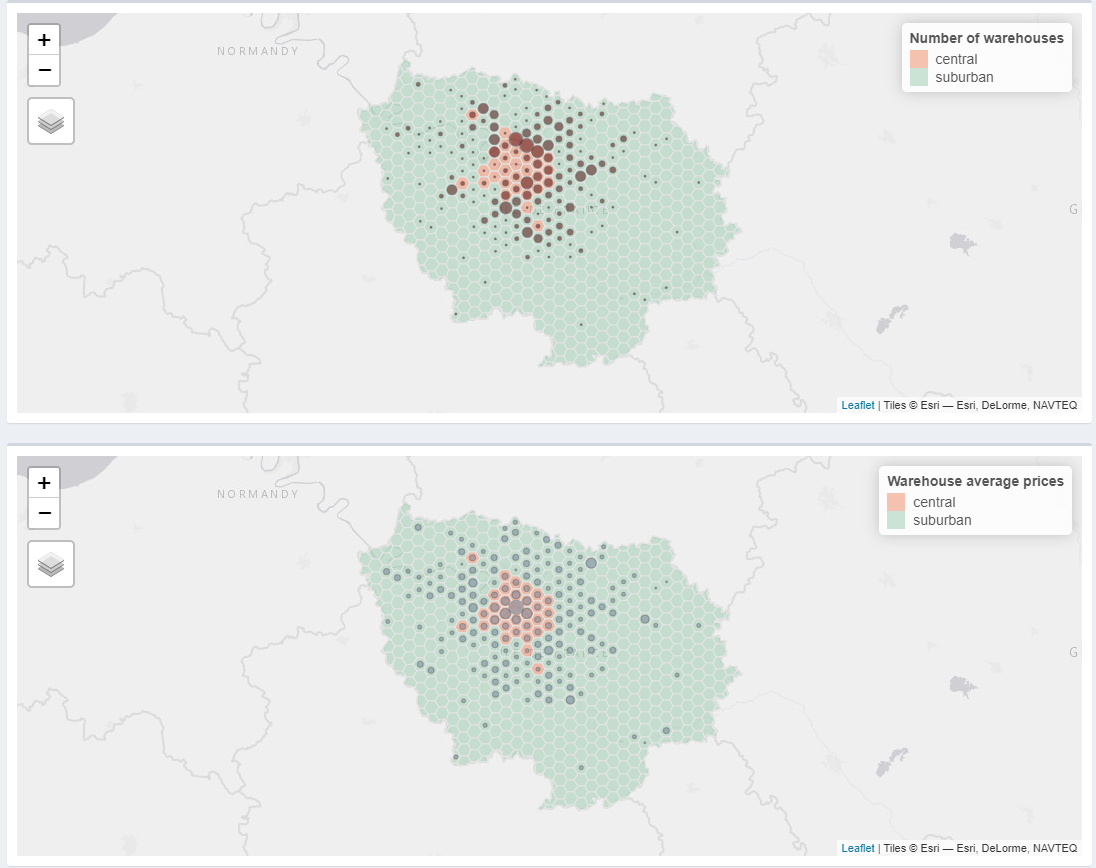 +
−
NORMANDY
Number of warehouses
central
suburban
G
Leaflet | Tiles © Esri — Esri, DeLorme, NAVTEQ
+
−
NORMANDY
Warehouse average prices
central
suburban
G
Leaflet | Tiles © Esri — Esri, DeLorme, NAVTEQ